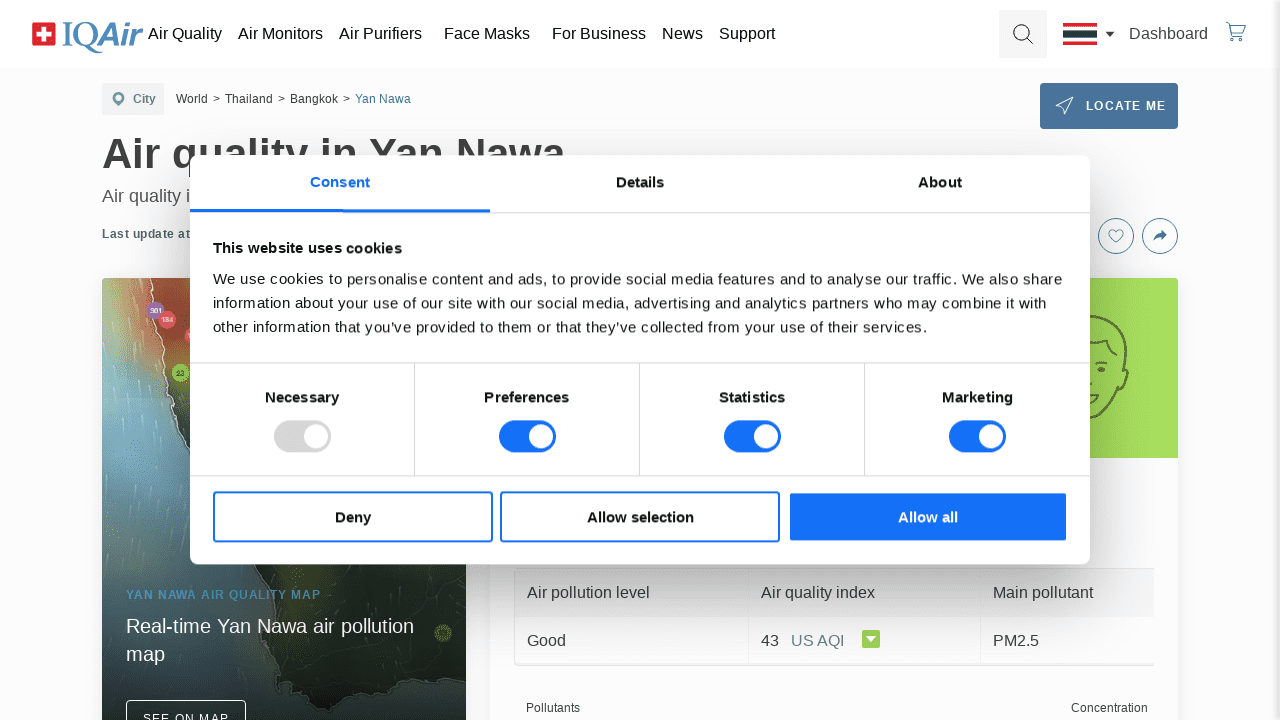 IQAir Air Quality Air Monitors Air Purifiers Face Masks For Business News Support Dashboard
City World > Thailand > Bangkok > Yan Nawa
LOCATE ME
Air quality in Yan Nawa
Air quality i
Last update at
Consent Details About
This website uses cookies
We use cookies to personalise content and ads, to provide social media features and to analyse our traffic. We also share
information about your use of our site with our social media, advertising and analytics partners who may combine it with
other information that you've provided to them or that they've collected from your use of their services.
301
184
23
Necessary Preferences Statistics Marketing
Deny Allow selection Allow all
YAN NAWA AIR QUALITY MAP
Real-time Yan Nawa air pollution
map
SEE ON MAP
Air pollution level Air quality index Main pollutant
Good 43 US AQI PM2.5
Pollutants Concentration